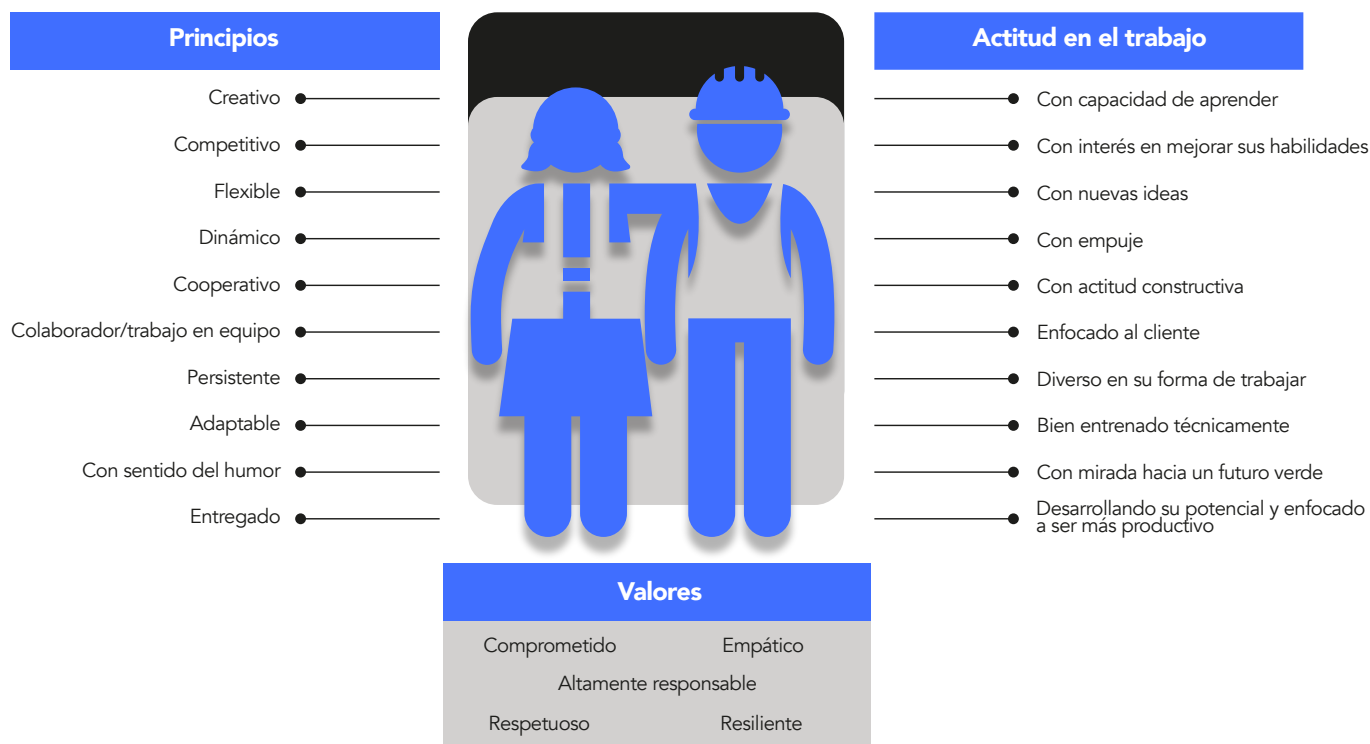 Principios
Creativo
Competitivo
Flexible
Dinámico
Cooperativo
Colaborador/trabajo en equipo
Persistente
Adaptable
Con sentido del humor
Entregado
Actitud en el trabajo
Con capacidad de aprender
Con interés en mejorar sus habilidades
Con nuevas ideas
Con empuje
Con actitud constructiva
Enfocado al cliente
Diverso en su forma de trabajar
Bien entrenado técnicamente
Con mirada hacia un futuro verde
Desarrollando su potencial y enfocado
a ser más productivo
Valores
Comprometido Empático
Altamente responsable
Respetuoso Resiliente